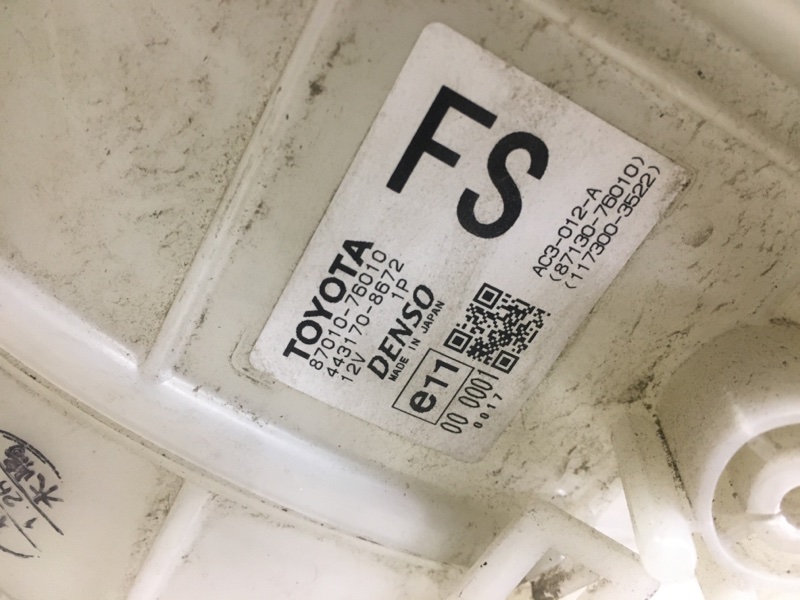 FS
TOYOTA
87010-76010
443170-8672
12V 1P
DENSO
MADE IN JAPAN
e11
00 0001
0017
AC3-012-A
(87130-76010)
(117300-3522)